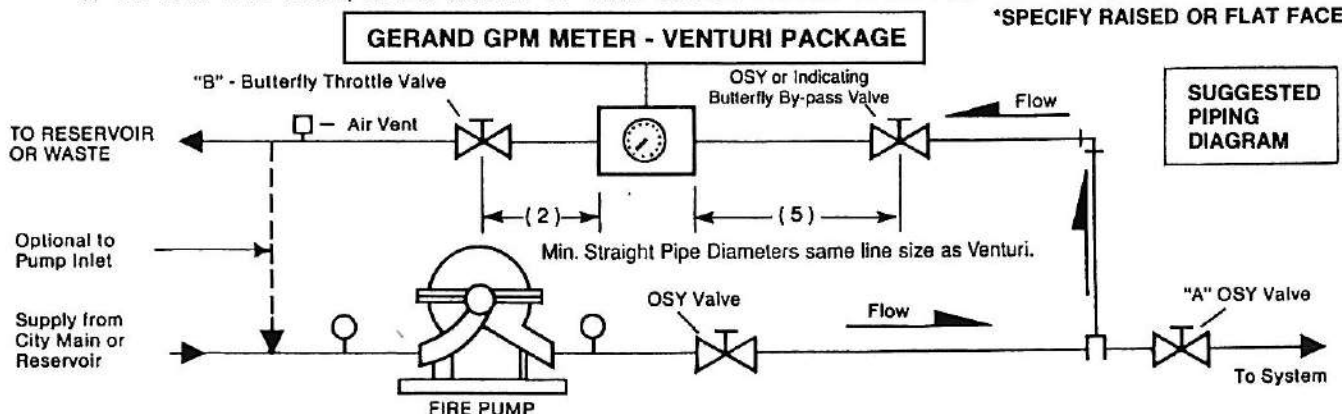 *SPECIFY RAISED OR FLAT FACE
GERAND GPM METER - VENTURI PACKAGE
"B" - Butterfly Throttle Valve
OSY or Indicating
Butterfly By-pass Valve
Flow
SUGGESTED
PIPING
DIAGRAM
TO RESERVOIR
OR WASTE
Air Vent
(2)
(5)
Min. Straight Pipe Diameters same line size as Venturi.
Optional to
Pump Inlet
OSY Valve
Flow
"A" OSY Valve
Supply from
City Main or
Reservoir
To System
FIRE PUMP